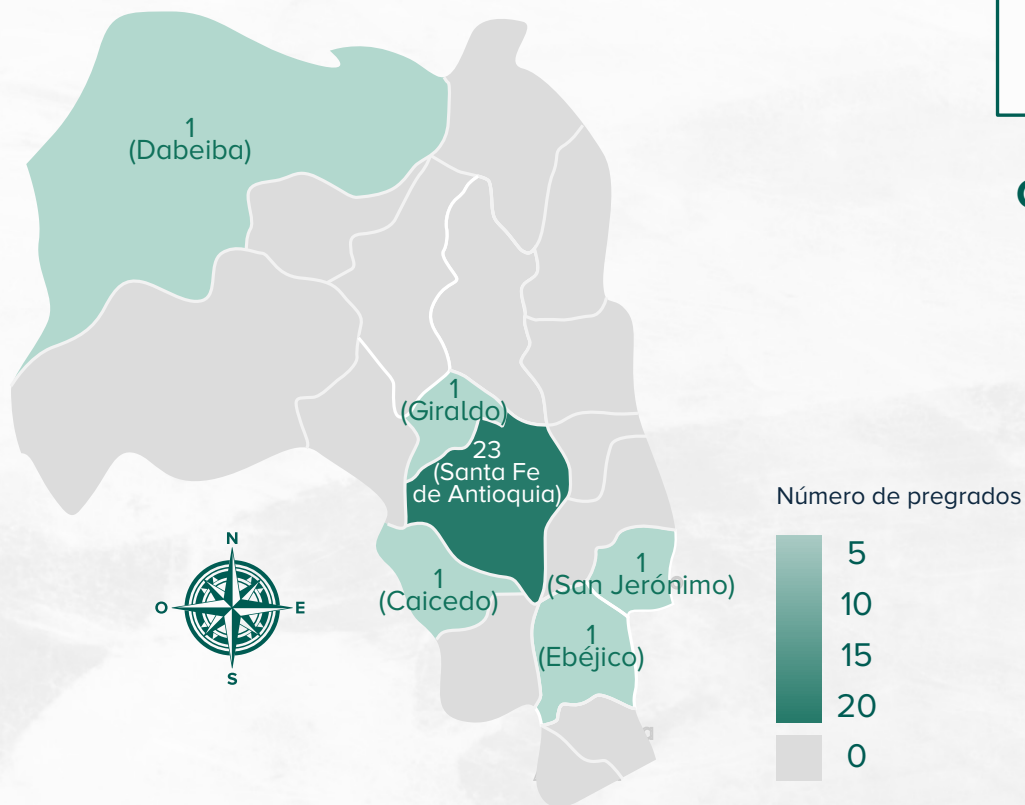 1
(Dabeiba)
1
(Giraldo)
23
(Santa Fe
de Antioquia)
1
(Caicedo)
1
(San Jerónimo)
1
(Ebéjico)
N
O
E
S
Número de pregrados
5
10
15
20
0